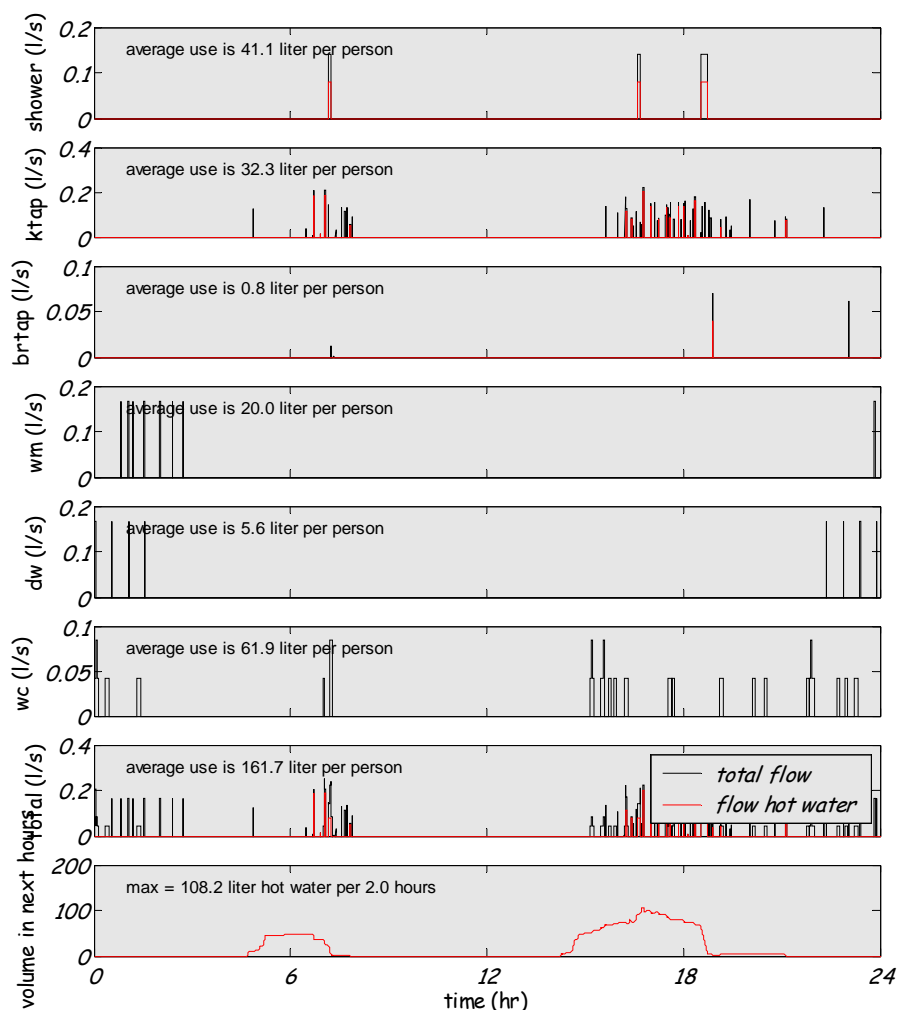 0.2
average use is 41.1 liter per person
0.1
0
shower (l/s)
0.4
average use is 32.3 liter per person
0.2
0
ktap (l/s)
0.1
average use is 0.8 liter per person
0.05
0
brtap (l/s)
0.2
average use is 20.0 liter per person
0.1
0
wm (l/s)
0.2
average use is 5.6 liter per person
0.1
0
dw (l/s)
0.1
average use is 61.9 liter per person
0.05
0
wc (l/s)
0.4
average use is 161.7 liter per person
0.2
0
total (l/s)
total flow
flow hot water
200
max = 108.2 liter hot water per 2.0 hours
100
0
volume in next hours
0 6 12 18 24
time (hr)